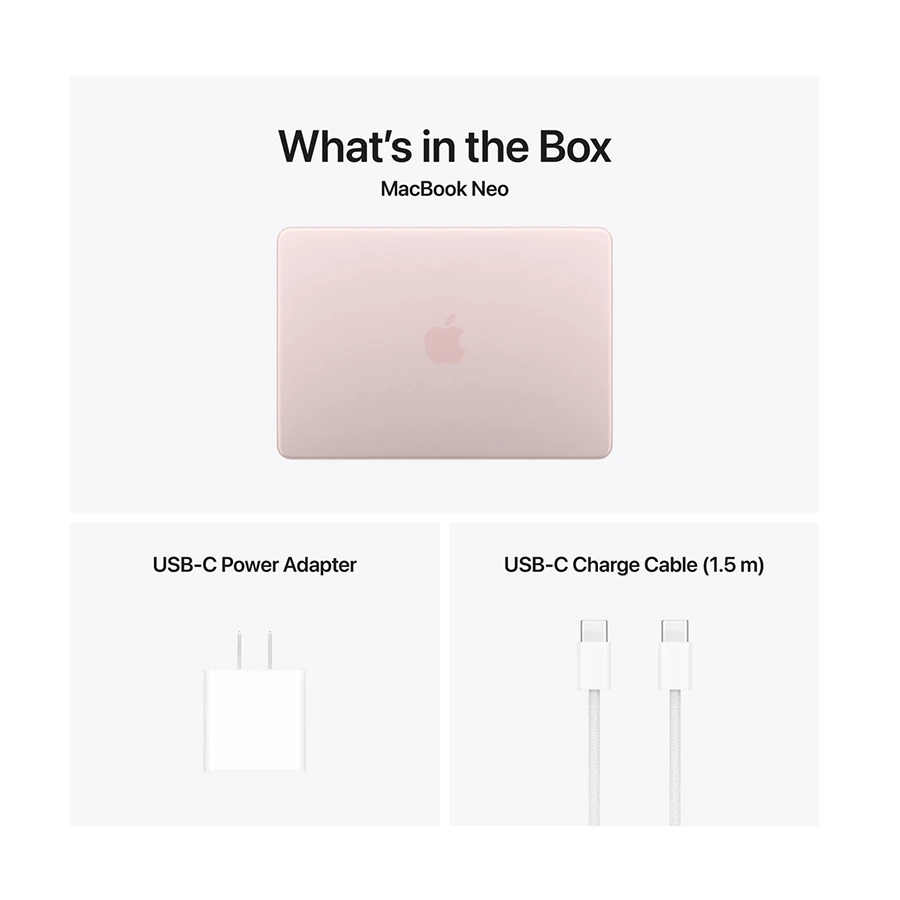 What's in the Box
MacBook Neo
USB-C Power Adapter
USB-C Charge Cable (1.5 m)